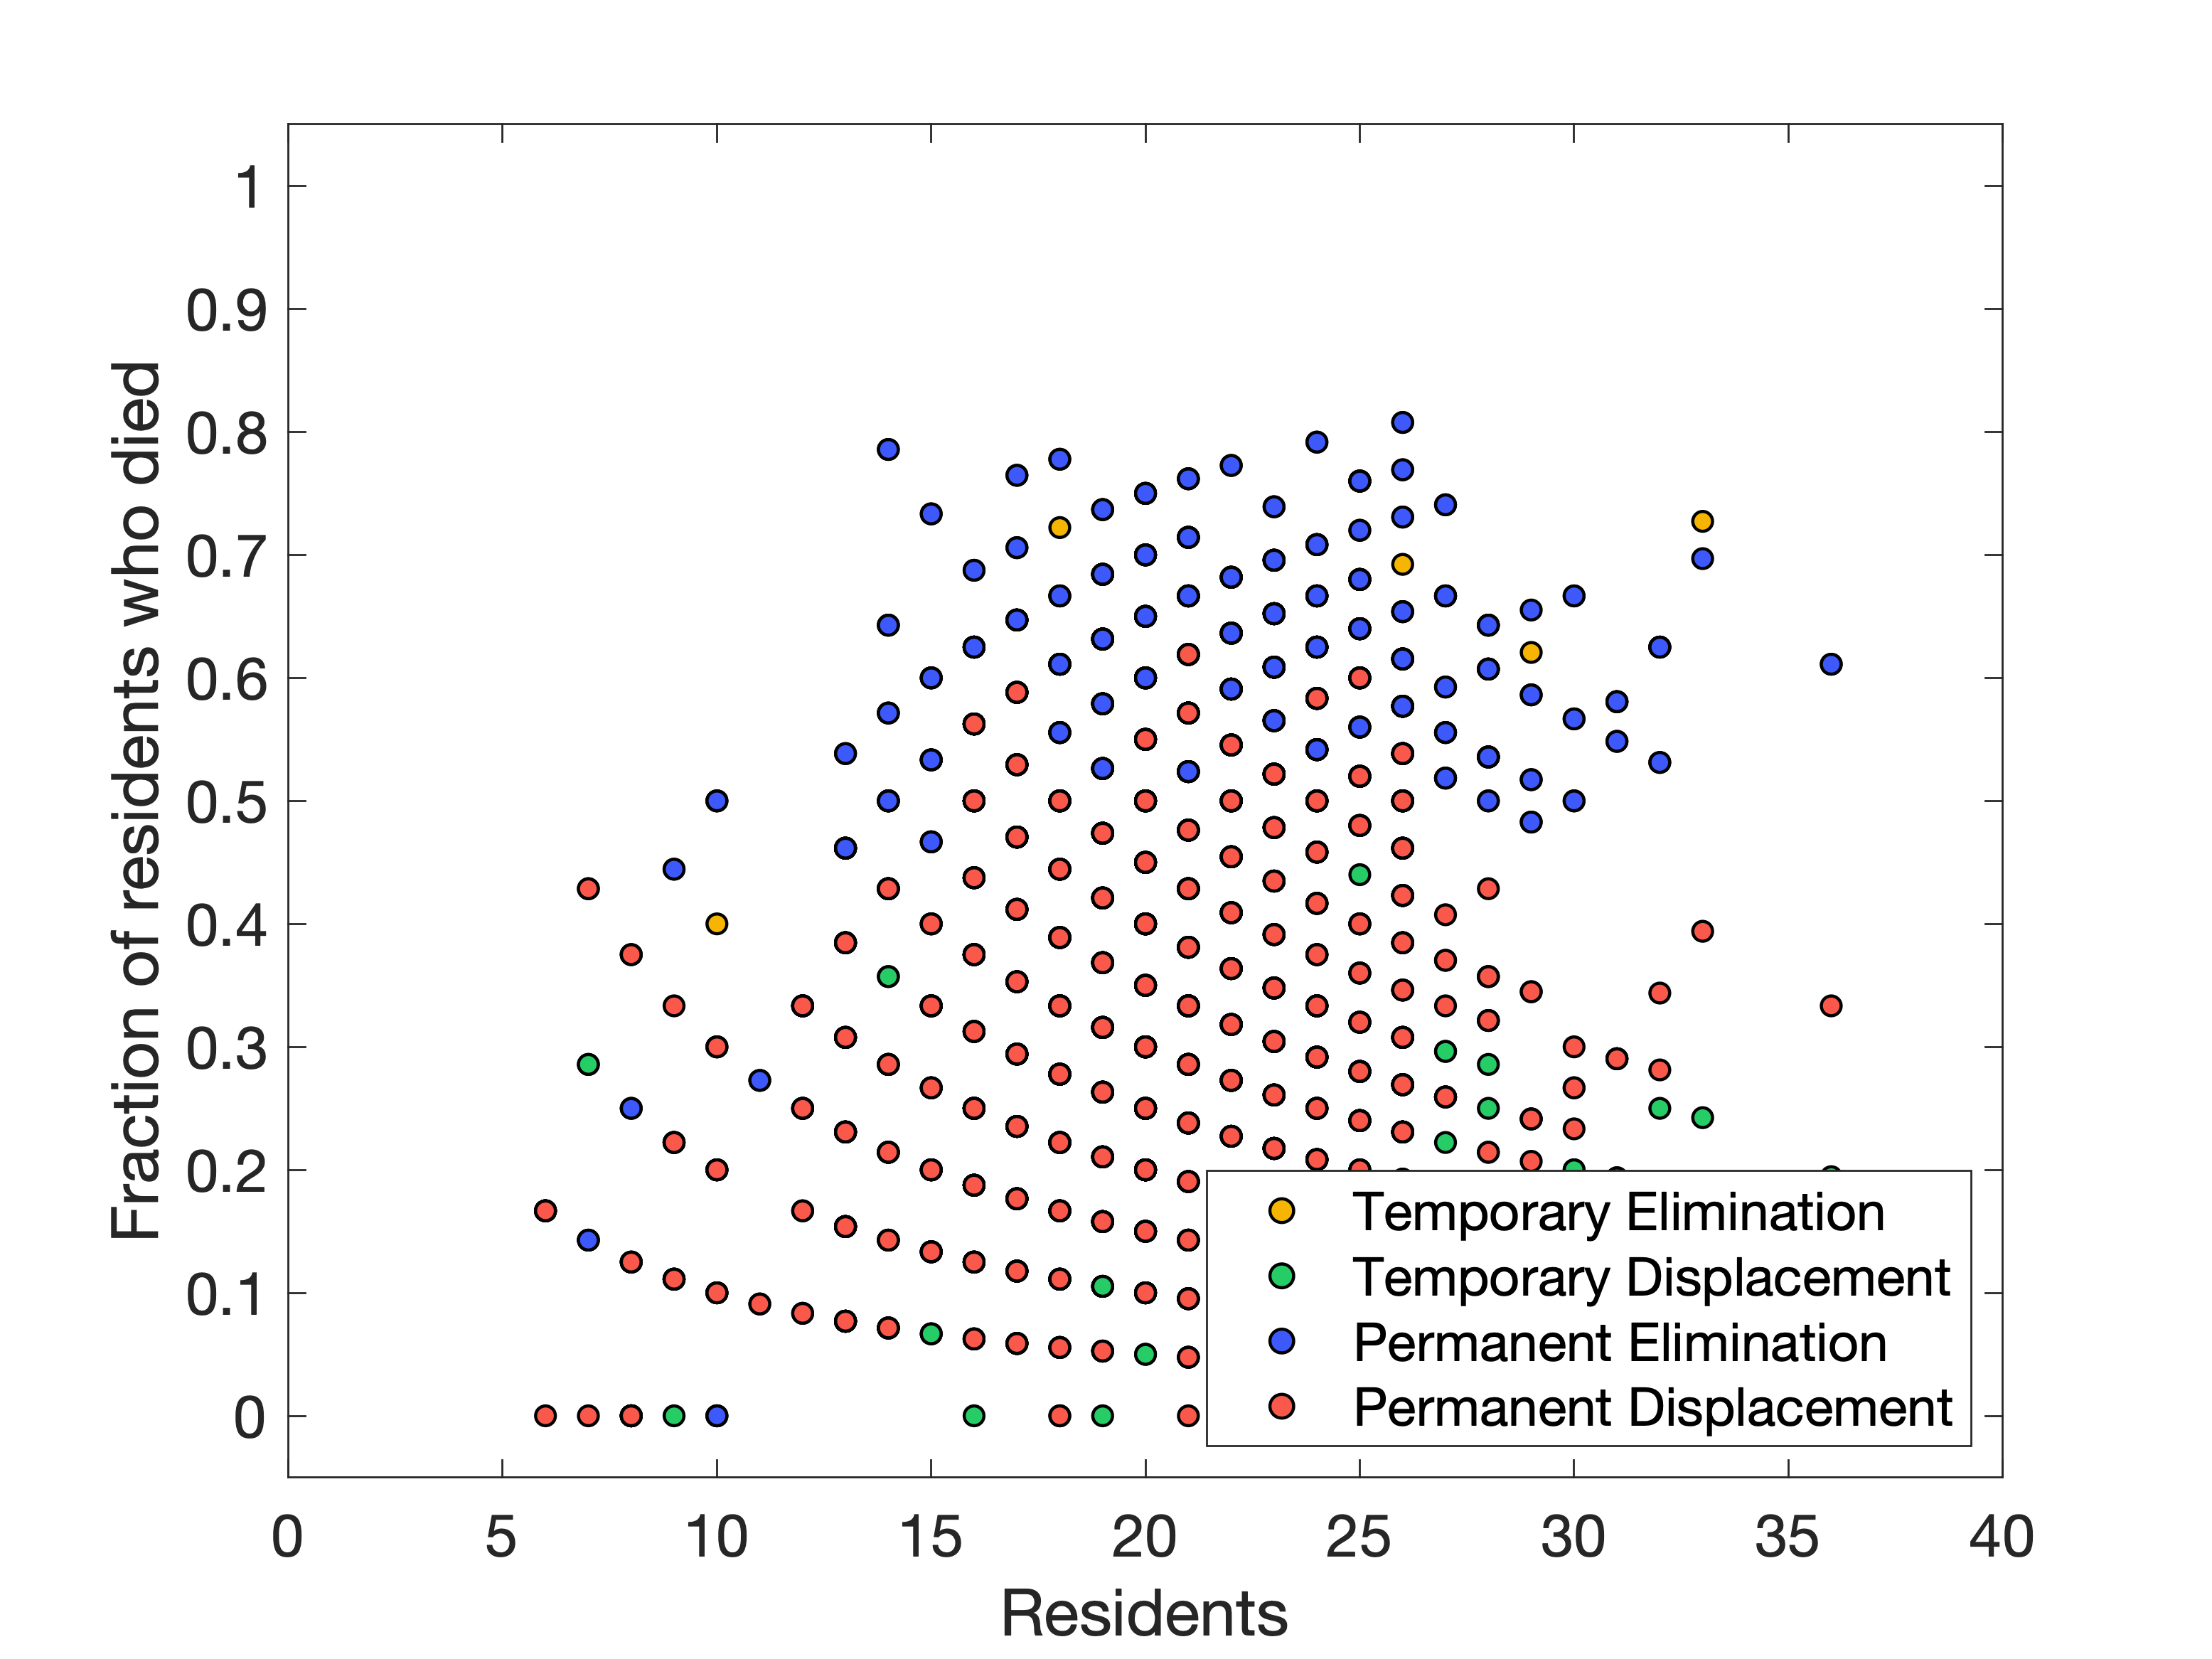 1
0.9
0.8
0.7
0.6
0.5
0.4
0.3
0.2
0.1
0
Fraction of residents who died
Temporary Elimination
Temporary Displacement
Permanent Elimination
Permanent Displacement
0 5 10 15 20 25 30 35 40
Residents